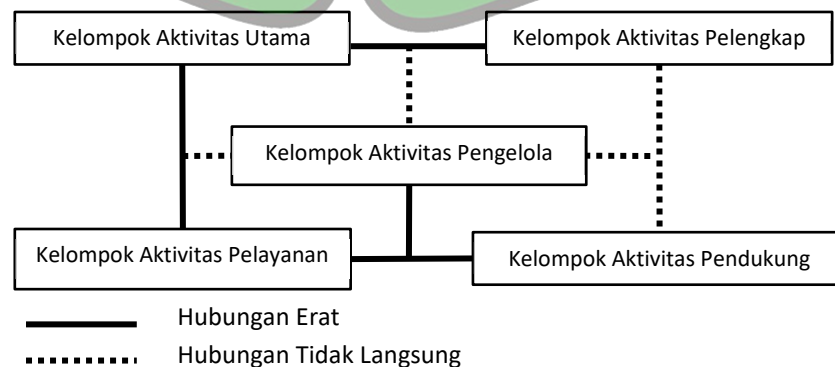 Kelompok Aktivitas Utama
Kelompok Aktivitas Pelengkap
Kelompok Aktivitas Pengelola
Kelompok Aktivitas Pelayanan
Kelompok Aktivitas Pendukung
Hubungan Erat
Hubungan Tidak Langsung